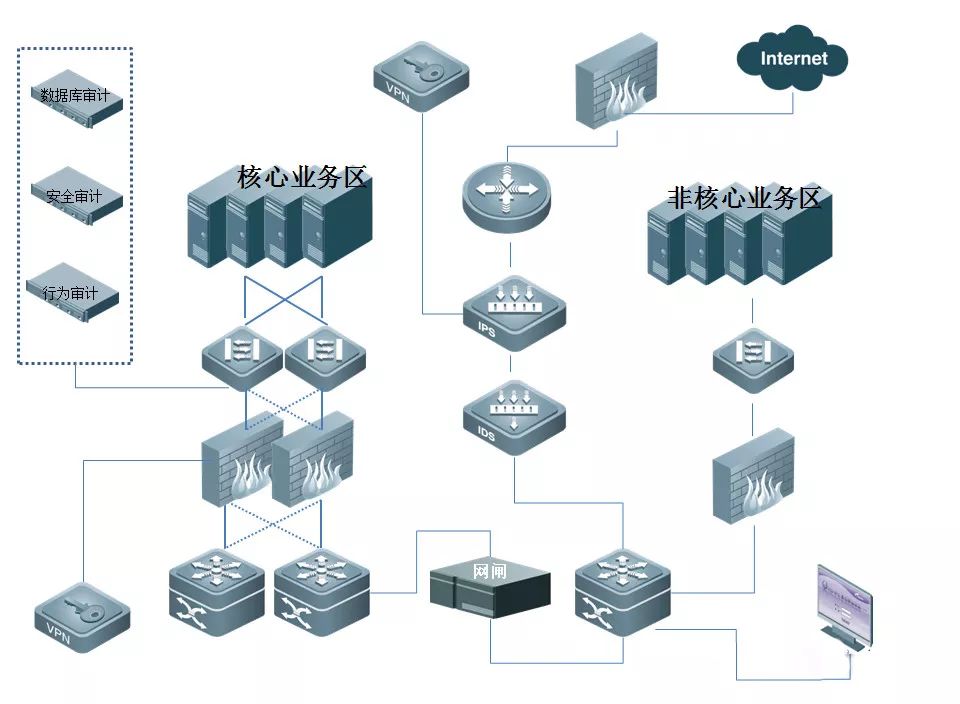 Internet
VPN
数据库审计
核心业务区
安全审计
非核心业务区
行为审计
IPS
IDS
网闸
VPN